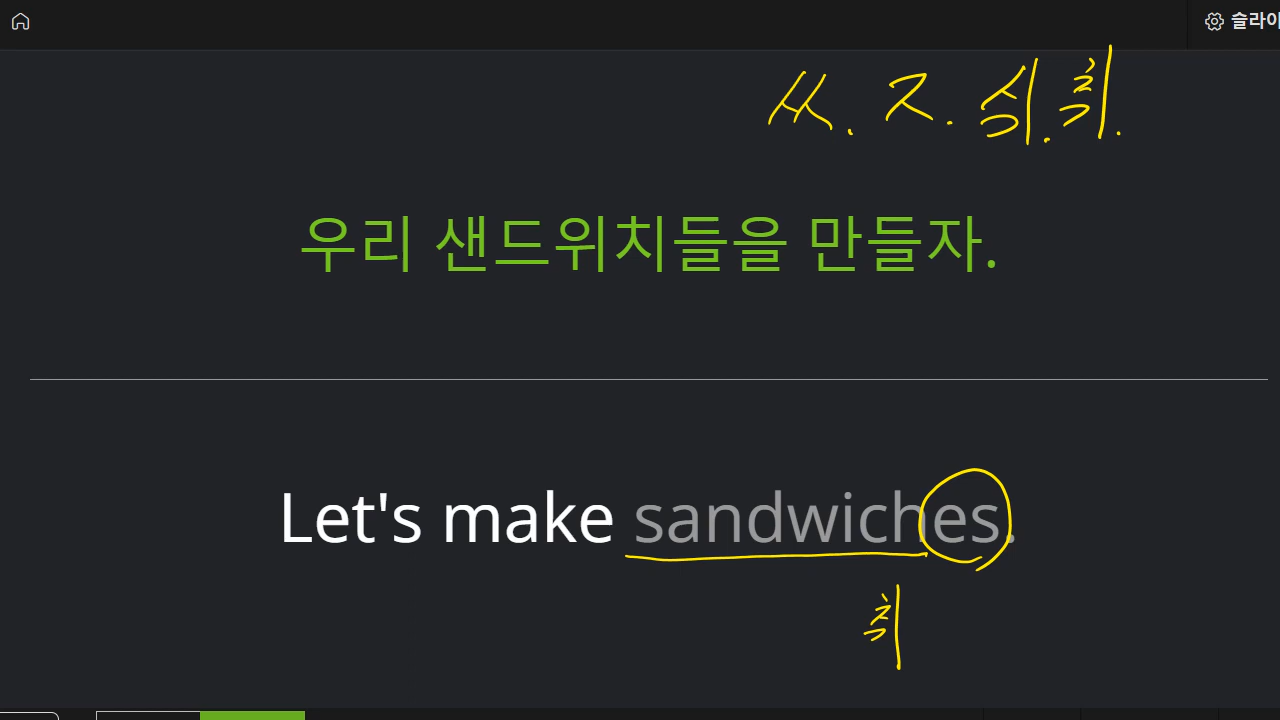 슬라이
ㅆ. ㅈ. 쉬. 취.
우리 샌드위치들을 만들자.
Let's make sandwiches.
취